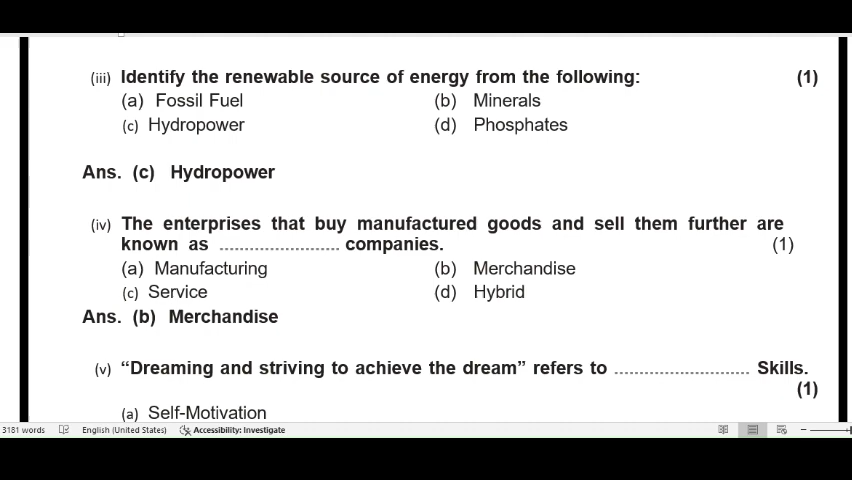 (iii) Identify the renewable source of energy from the following: (1)
(a) Fossil Fuel (b) Minerals
(c) Hydropower (d) Phosphates
Ans. (c) Hydropower
(iv) The enterprises that buy manufactured goods and sell them further are
known as ........................ companies. (1)
(a) Manufacturing (b) Merchandise
(c) Service (d) Hybrid
Ans. (b) Merchandise
(v) “Dreaming and striving to achieve the dream” refers to ........................... Skills.
(1)
(a) Self-Motivation
3181 words English (United States) Accessibility: Investigate